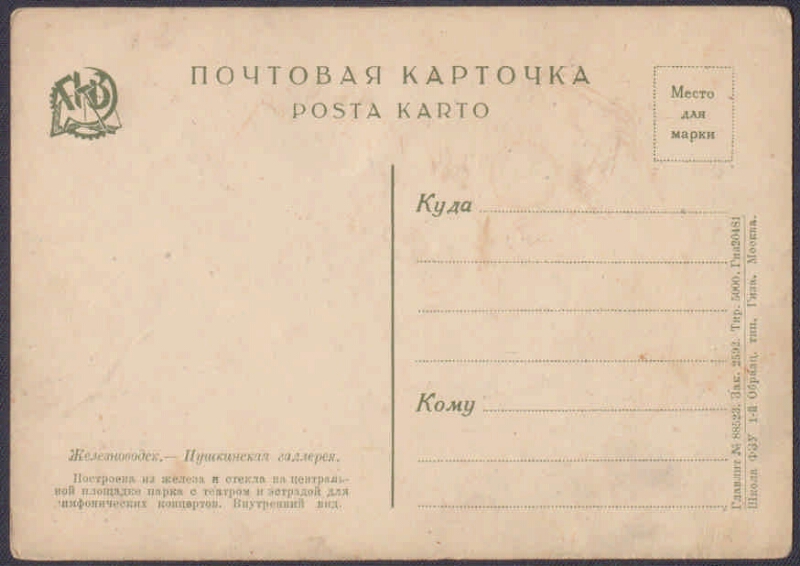 ГКВ
ПОЧТОВАЯ КАРТОЧКА
POSTA KARTO
Место
для
марки
Куда
Кому
Железноводск.— Пушкинская галлерея.
Построена из железа и стекла на централь-
ной площадке парка с театром и эстрадой для
симфонических концертов. Внутренний вид.
Главлит № 88523. Зак. 2592. Тир. 5000. Гиз20481
Школа ФЗУ 1-й Образц. тип. Гиза. Москва.